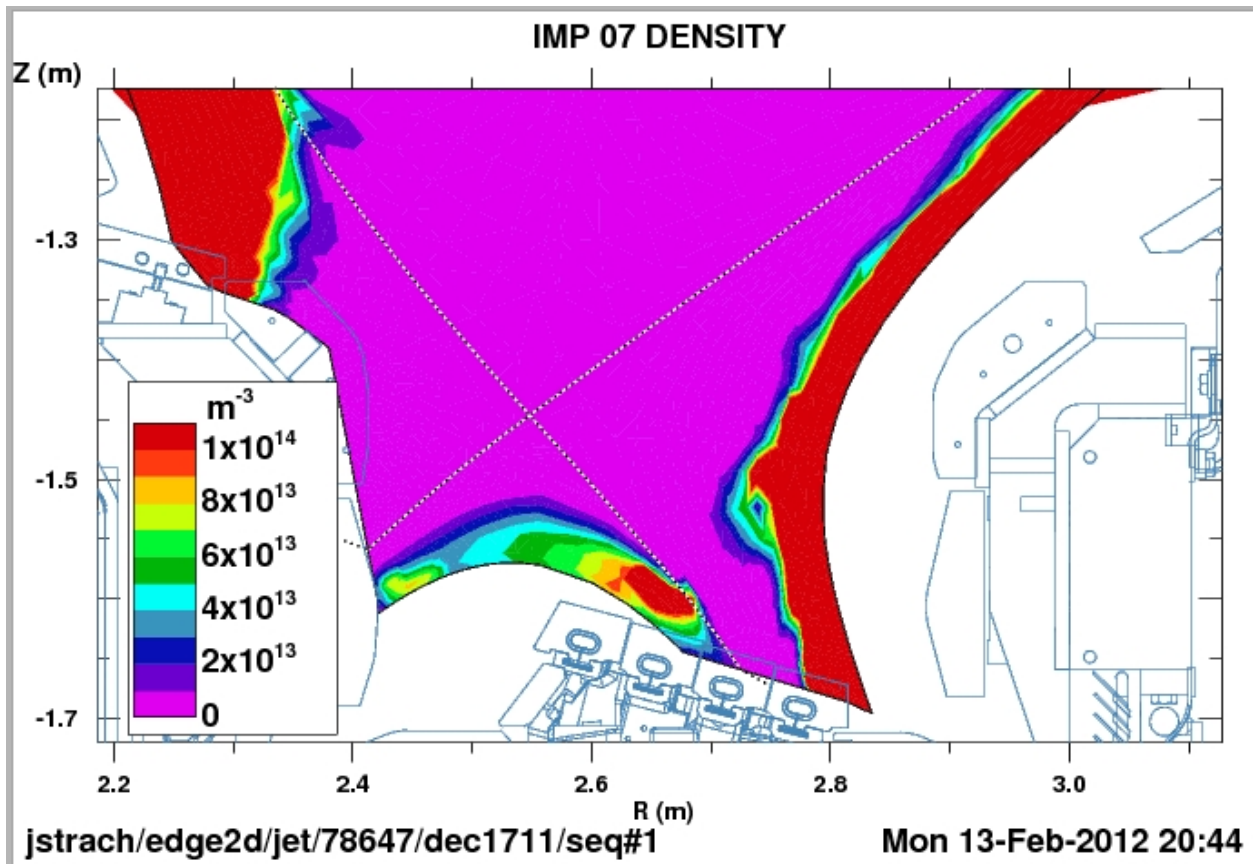 IMP 07 DENSITY
Z (m)
-1.3
-1.5
-1.7
m-3
1x10^14
8x10^13
6x10^13
4x10^13
2x10^13
0
2.2 2.4 2.6 2.8 3.0
R (m)
jstrach/edge2d/jet/78647/dec1711/seq#1 Mon 13-Feb-2012 20:44